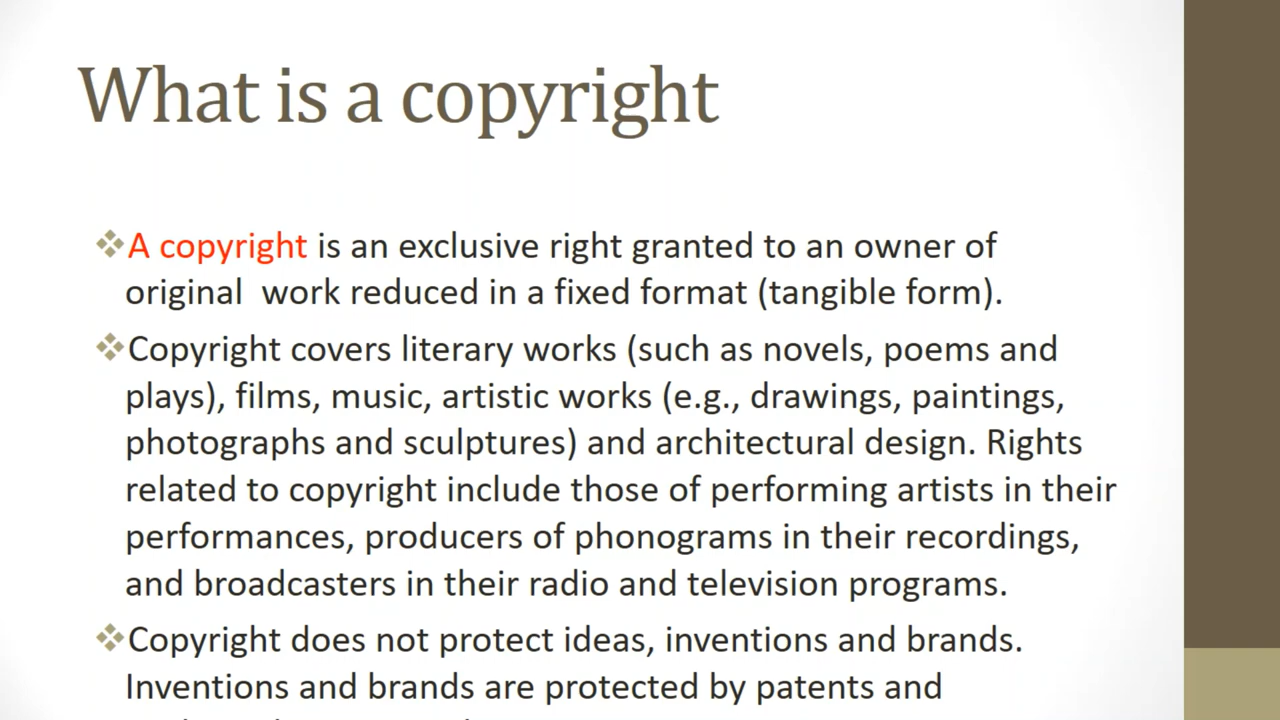 What is a copyright
A copyright is an exclusive right granted to an owner of
original  work reduced in a fixed format (tangible form).
Copyright covers literary works (such as novels, poems and
plays), films, music, artistic works (e.g., drawings, paintings,
photographs and sculptures) and architectural design. Rights
related to copyright include those of performing artists in their
performances, producers of phonograms in their recordings,
and broadcasters in their radio and television programs.
Copyright does not protect ideas, inventions and brands.
Inventions and brands are protected by patents and